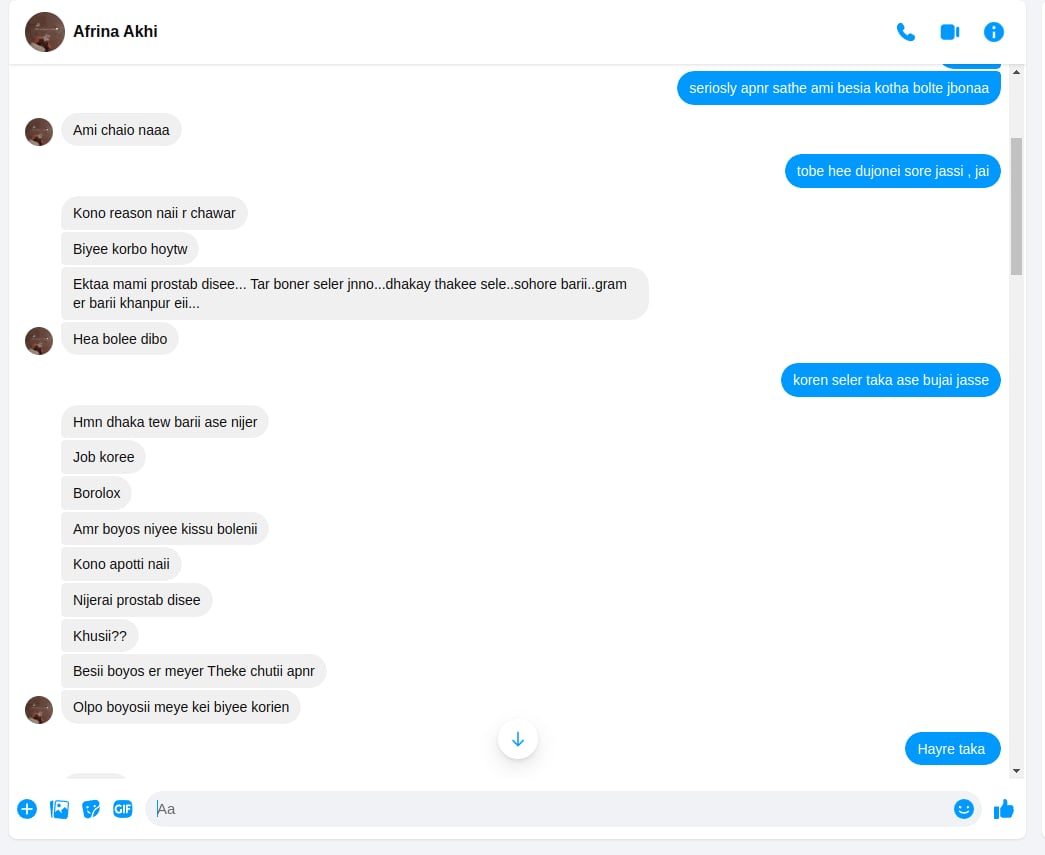 Afrina Akhi
seriosly apnr sathe ami besia kotha bolte jbonaa
Ami chaio naaa
tobe hee dujonei sore jassi , jai
Kono reason naii r chawar
Biyee korbo hoytw
Ektaa mami prostab disee... Tar boner seler jnno...dhakay thakee sele..sohore barii..gram
er barii khanpur eii...
Hea bolee dibo
koren seler taka ase bujai jasse
Hmn dhaka tew barii ase nijer
Job koree
Borolox
Amr boyos niyee kissu bolenii
Kono apotti naii
Nijerai prostab disee
Khusii??
Besii boyos er meyer Theke chutii apnr
Olpo boyosii meye kei biyee korien
Hayre taka
GIF
Aa